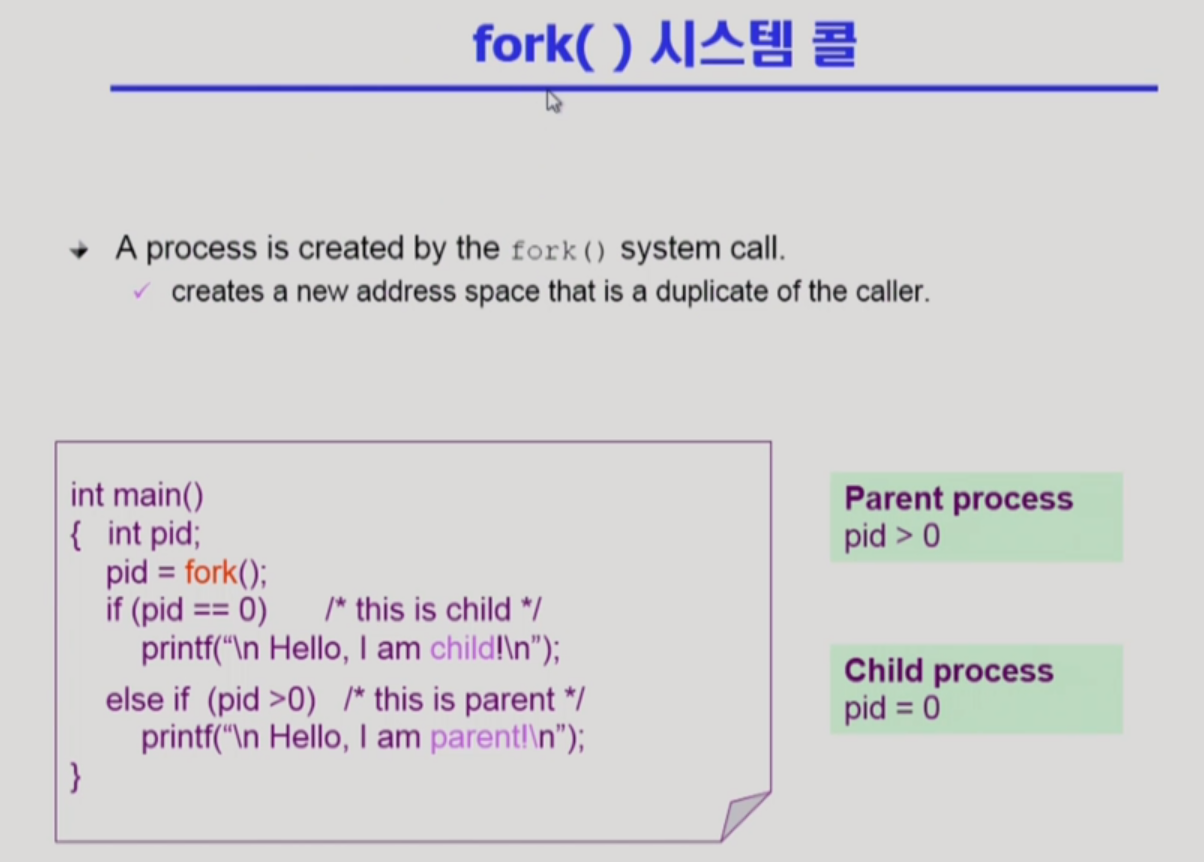 fork( ) 시스템 콜
A process is created by the fork() system call.
creates a new address space that is a duplicate of the caller.
int main()
{ int pid;
pid = fork();
if (pid == 0) /* this is child */
printf(“\n Hello, I am child!\n”);
else if (pid >0) /* this is parent */
printf(“\n Hello, I am parent!\n”);
}
Parent process
pid > 0
Child process
pid = 0